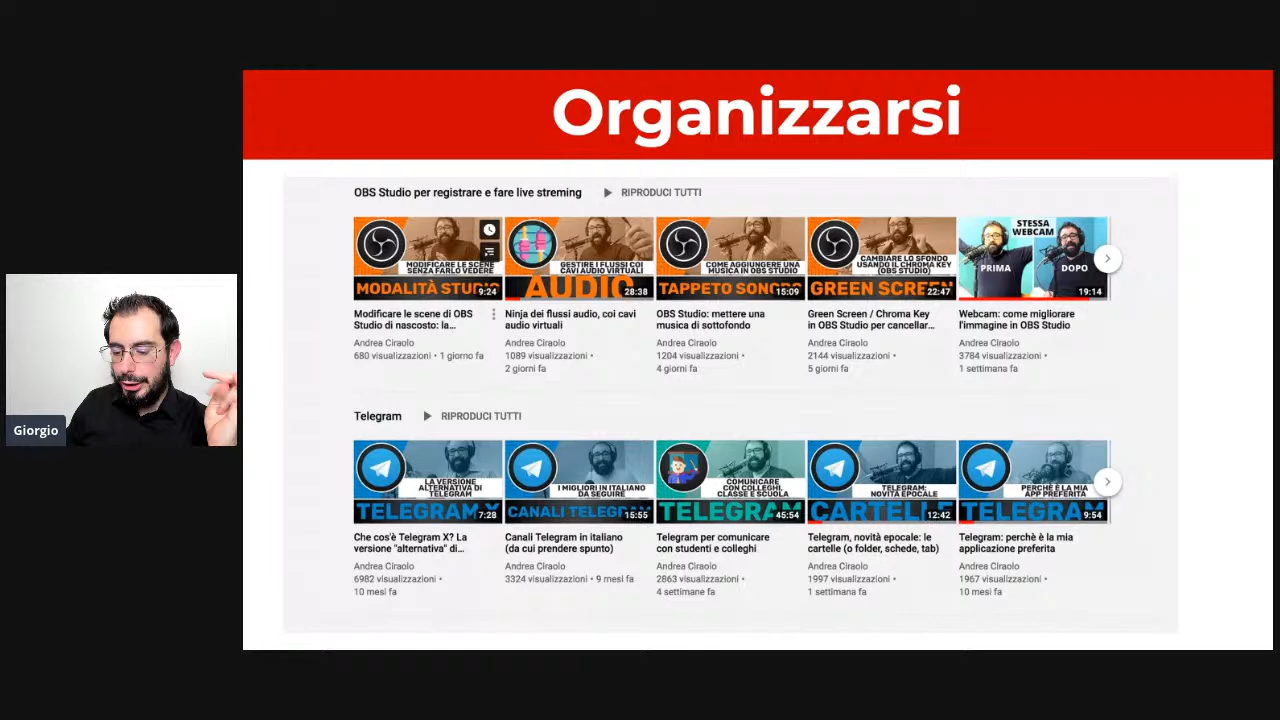 Organizzarsi
OBS Studio per registrare e fare live streming
RIPRODUCI TUTTI
MODIFICARE LE SCENE
SENZA FARLO VEDERE
MODALITÀ STUDIO
9:24
GESTIRE I FLUSSI COI
CAVI AUDIO VIRTUALI
AUDIO
28:38
COME AGGIUNGERE UNA
MUSICA IN OBS STUDIO
TAPPETO SONORO
15:09
CAMBIARE LO SFONDO
USANDO IL CHROMA KEY
(OBS STUDIO)
GREEN SCREEN
22:47
STESSA
WEBCAM
PRIMA
DOPO
19:14
Modificare le scene di OBS
Studio di nascosto: la...
Andrea Ciraolo
680 visualizzazioni • 1 giorno fa
Ninja dei flussi audio, coi cavi
audio virtuali
Andrea Ciraolo
1089 visualizzazioni •
2 giorni fa
OBS Studio: mettere una
musica di sottofondo
Andrea Ciraolo
1204 visualizzazioni •
4 giorni fa
Green Screen / Chroma Key
in OBS Studio per cancellar...
Andrea Ciraolo
2144 visualizzazioni •
5 giorni fa
Webcam: come migliorare
l'immagine in OBS Studio
Andrea Ciraolo
3784 visualizzazioni •
1 settimana fa
Giorgio
Telegram
RIPRODUCI TUTTI
LA VERSIONE
ALTERNATIVA DI
TELEGRAM
TELEGRAM X
7:28
I MIGLIORI IN ITALIANO
DA SEGUIRE
CANALI TELEGRAM
15:55
COMUNICARE
CON COLLEGHI,
CLASSE E SCUOLA
TELEGRAM
45:54
TELEGRAM:
NOVITÀ EPOCALE
CARTELLE
12:42
PERCHÈ È LA MIA
APP PREFERITA
TELEGRAM
9:54
Che cos'è Telegram X? La
versione "alternativa" di...
Andrea Ciraolo
6982 visualizzazioni •
10 mesi fa
Canali Telegram in italiano
(da cui prendere spunto)
Andrea Ciraolo
3324 visualizzazioni • 9 mesi fa
Telegram per comunicare
con studenti e colleghi
Andrea Ciraolo
2863 visualizzazioni •
4 settimane fa
Telegram, novità epocale: le
cartelle (o folder, schede, tab)
Andrea Ciraolo
1997 visualizzazioni •
1 settimana fa
Telegram: perchè è la mia
applicazione preferita
Andrea Ciraolo
1967 visualizzazioni •
10 mesi fa